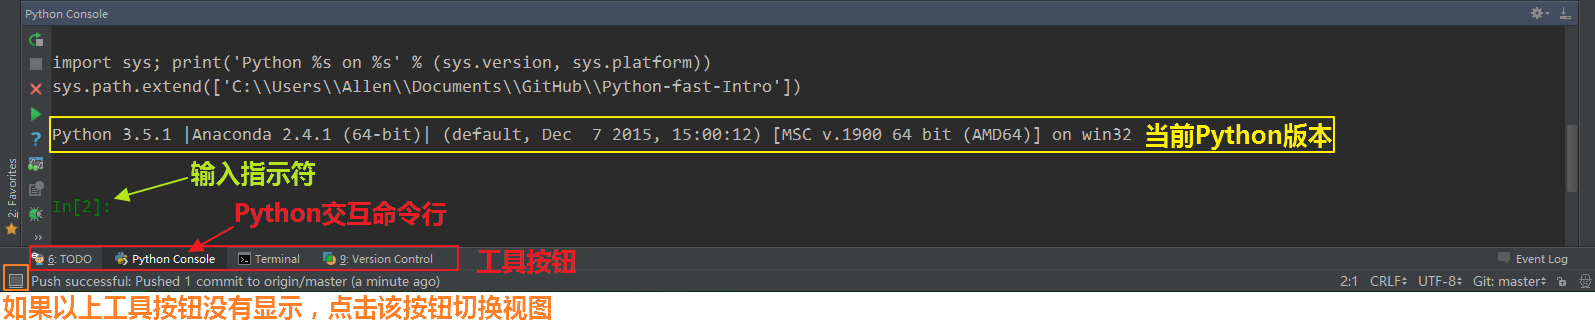 Python Console
import sys; print('Python %s on %s' % (sys.version, sys.platform))
sys.path.extend(['C:\\Users\\Allen\\Documents\\GitHub\\Python-fast-Intro'])
Python 3.5.1 |Anaconda 2.4.1 (64-bit)| (default, Dec  7 2015, 15:00:12) [MSC v.1900 64 bit (AMD64)] on win32 当前Python版本
输入指示符
In[2]:
Python交互命令行
2: Favorites
6: TODO Python Console Terminal 9: Version Control 工具按钮 Event Log
Push successful: Pushed 1 commit to origin/master (a minute ago) 2:1 CRLF UTF-8 Git: master
如果以上工具按钮没有显示，点击该按钮切换视图